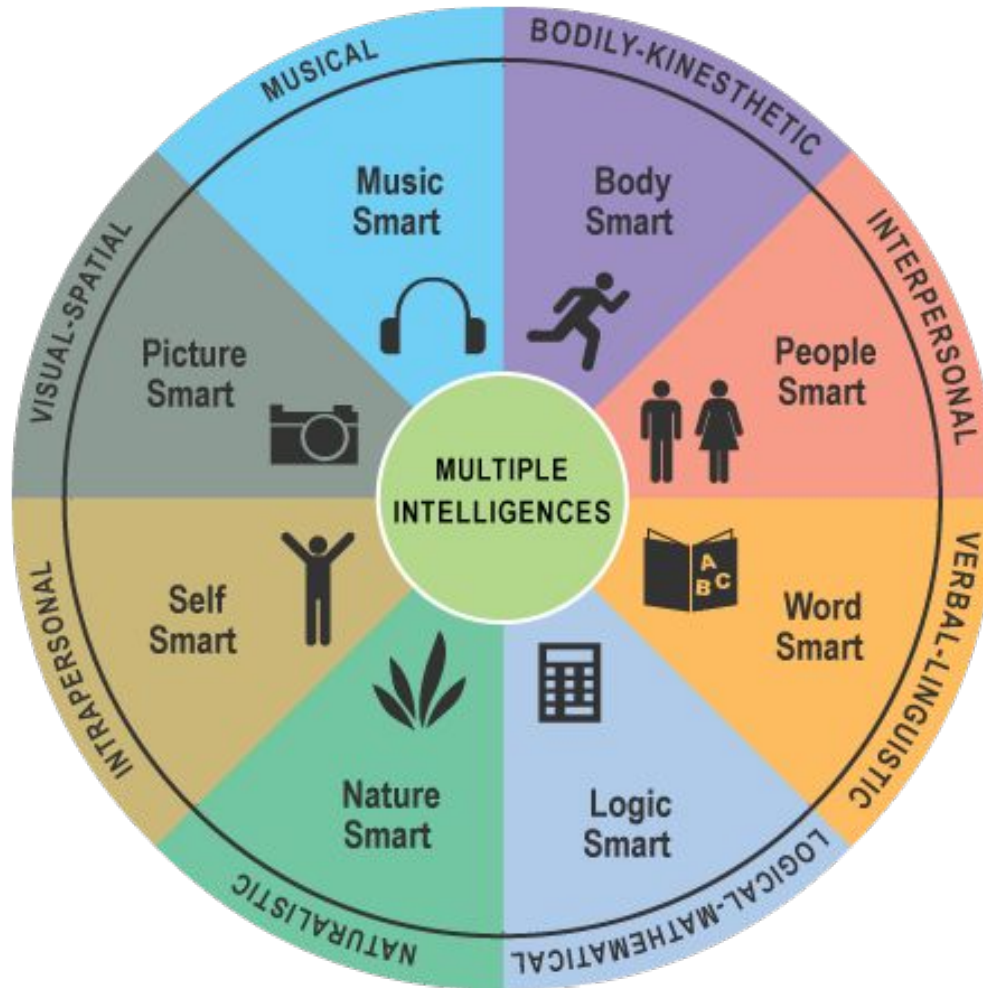 MUSICAL
BODILY-KINESTHETIC
INTERPERSONAL
VERBAL-LINGUISTIC
LOGICAL-MATHEMATICAL
NATURALISTIC
INTRAPERSONAL
VISUAL-SPATIAL
Music
Smart
Body
Smart
People
Smart
A
B C
Word
Smart
Logic
Smart
Nature
Smart
Self
Smart
Picture
Smart
MULTIPLE
INTELLIGENCES